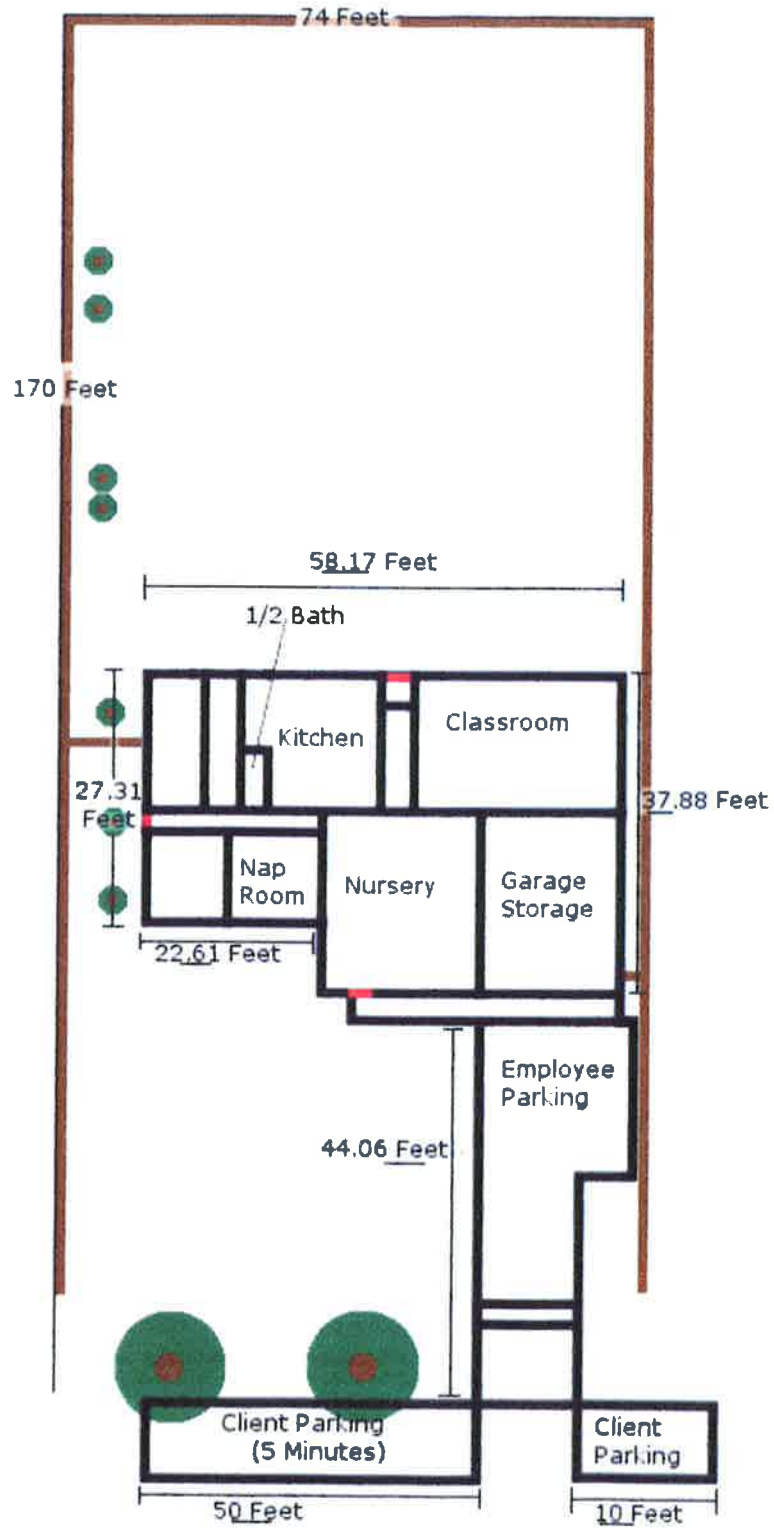 74 Feet
170 Feet
58.17 Feet
1/2 Bath
Kitchen
Classroom
27.31
Feet
37.88 Feet
Nap
Room
Nursery
Garage
Storage
22.61 Feet
Employee
Parking
44.06 Feet
Client Parking
(5 Minutes)
Client
Parking
50 Feet
10 Feet